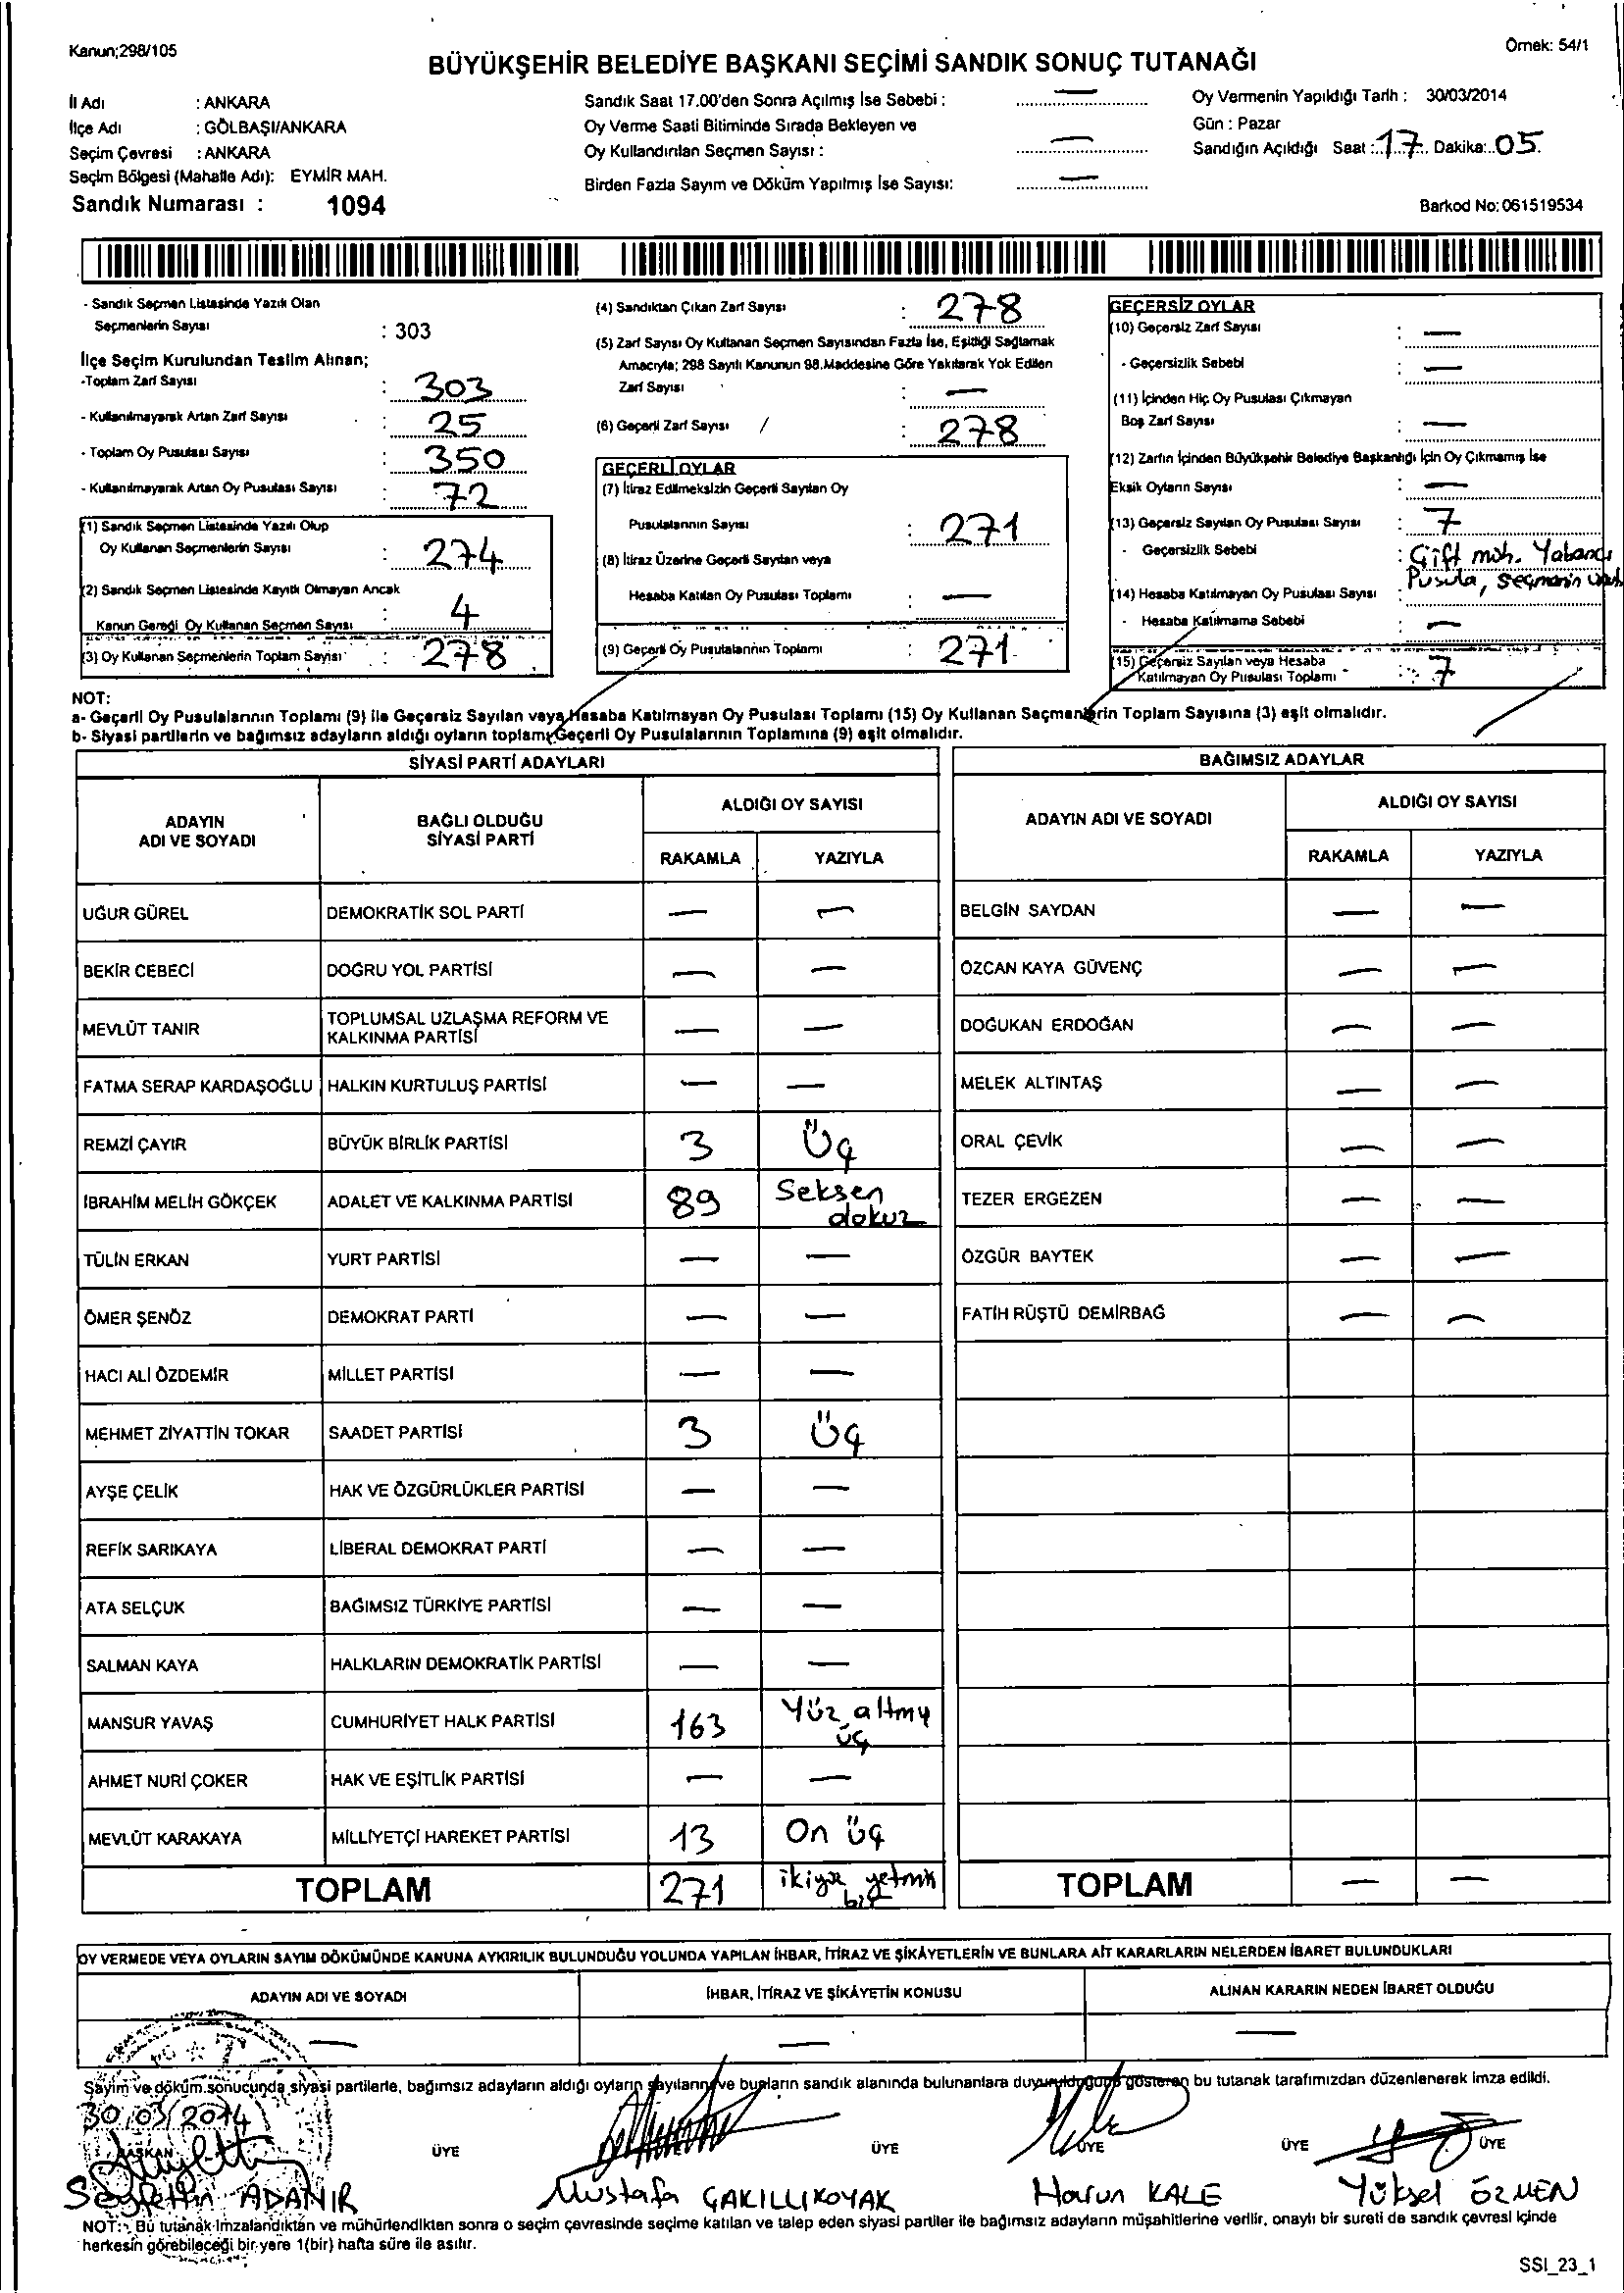 Kanun;298/105
Örnek: 54/1
BÜYÜKŞEHİR BELEDİYE BAŞKANI SEÇİMİ SANDIK SONUÇ TUTANAĞI
İl Adı : ANKARA
İlçe Adı : GÖLBAŞI/ANKARA
Seçim Çevresi : ANKARA
Seçim Bölgesi (Mahalle Adı): EYMİR MAH.
Sandık Numarası : 1094
Sandık Saat 17.00'den Sonra Açılmış İse Sebebi : —
Oy Verme Saati Bitiminde Sırada Bekleyen ve
Oy Kullandırılan Seçmen Sayısı : —
Birden Fazla Sayım ve Döküm Yapılmış İse Sayısı: —
Oy Vermenin Yapıldığı Tarih : 30/03/2014
Gün : Pazar
Sandığın Açıldığı Saat : 17 Dakika: 05
Barkod No: 061519534
- Sandık Seçmen Listesinde Yazılı Olan
Seçmenlerin Sayısı : 303
İlçe Seçim Kurulundan Teslim Alınan;
-Toplam Zarf Sayısı : 303
- Kullanılmayarak Artan Zarf Sayısı : 25
- Toplam Oy Pusulası Sayısı : 350
- Kullanılmayarak Artan Oy Pusulası Sayısı : 72
(1) Sandık Seçmen Listesinde Yazılı Olup
Oy Kullanan Seçmenlerin Sayısı : 274
(2) Sandık Seçmen Listesinde Kayıtlı Olmayan Ancak
Kanun Gereği Oy Kullanan Seçmen Sayısı : 4
(3) Oy Kullanan Seçmenlerin Toplam Sayısı : 278
(4) Sandıktan Çıkan Zarf Sayısı : 278
(5) Zarf Sayısı Oy Kullanan Seçmen Sayısından Fazla İse, Eşitliği Sağlamak
Amacıyla; 298 Sayılı Kanunun 98.Maddesine Göre Yakılarak Yok Edilen
Zarf Sayısı : —
(6) Geçerli Zarf Sayısı : 278
GEÇERLİ OYLAR
(7) İtiraz Edilmeksizin Geçerli Sayılan Oy
Pusulalarının Sayısı : 271
(8) İtiraz Üzerine Geçerli Sayılan veya
Hesaba Katılan Oy Pusulası Toplamı : —
(9) Geçerli Oy Pusulalarının Toplamı : 271
GEÇERSİZ OYLAR
(10) Geçersiz Zarf Sayısı : —
- Geçersizlik Sebebi : —
(11) İçinden Hiç Oy Pusulası Çıkmayan
Boş Zarf Sayısı : —
(12) Zarfın İçinden Büyükşehir Belediye Başkanlığı İçin Oy Çıkmamış İse
Eksik Oyların Sayısı : —
(13) Geçersiz Sayılan Oy Pusulası Sayısı : 7
- Geçersizlik Sebebi : Çift müh. Yabancı
Pusula, seçmenin
(14) Hesaba Katılmayan Oy Pusulası Sayısı :
- Hesaba Katılmama Sebebi : —
(15) Geçersiz Sayılan veya Hesaba
Katılmayan Oy Pusulası Toplamı : 7
NOT:
a- Geçerli Oy Pusulalarının Toplamı (9) ile Geçersiz Sayılan veya Hesaba Katılmayan Oy Pusulası Toplamı (15) Oy Kullanan Seçmenlerin Toplam Sayısına (3) eşit olmalıdır.
b- Siyasi partilerin ve bağımsız adayların aldığı oyların toplamı Geçerli Oy Pusulalarının Toplamına (9) eşit olmalıdır.
SİYASİ PARTİ ADAYLARI
ADAYIN ADI VE SOYADI
BAĞLI OLDUĞU SİYASİ PARTİ
ALDIĞI OY SAYISI
RAKAMLA YAZIYLA
UĞUR GÜREL DEMOKRATİK SOL PARTİ — —
BEKİR CEBECİ DOĞRU YOL PARTİSİ — —
MEVLÜT TANIR TOPLUMSAL UZLAŞMA REFORM VE KALKINMA PARTİSİ — —
FATMA SERAP KARDAŞOĞLU HALKIN KURTULUŞ PARTİSİ — —
REMZİ ÇAYIR BÜYÜK BİRLİK PARTİSİ 3 Üç
İBRAHİM MELİH GÖKÇEK ADALET VE KALKINMA PARTİSİ 89 Seksen dokuz
TÜLİN ERKAN YURT PARTİSİ — —
ÖMER ŞENÖZ DEMOKRAT PARTİ — —
HACI ALİ ÖZDEMİR MİLLET PARTİSİ — —
MEHMET ZİYATTİN TOKAR SAADET PARTİSİ 3 Üç
AYŞE ÇELİK HAK VE ÖZGÜRLÜKLER PARTİSİ — —
REFİK SARIKAYA LİBERAL DEMOKRAT PARTİ — —
ATA SELÇUK BAĞIMSIZ TÜRKİYE PARTİSİ — —
SALMAN KAYA HALKLARIN DEMOKRATİK PARTİSİ — —
MANSUR YAVAŞ CUMHURİYET HALK PARTİSİ 163 Yüz altmış üç
AHMET NURİ ÇOKER HAK VE EŞİTLİK PARTİSİ — —
MEVLÜT KARAKAYA MİLLİYETÇİ HAREKET PARTİSİ 13 On üç
TOPLAM 271 ikiyüz yetmiş bir
BAĞIMSIZ ADAYLAR
ADAYIN ADI VE SOYADI
ALDIĞI OY SAYISI
RAKAMLA YAZIYLA
BELGİN SAYDAN — —
ÖZCAN KAYA GÜVENÇ — —
DOĞUKAN ERDOĞAN — —
MELEK ALTINTAŞ — —
ORAL ÇEVİK — —
TEZER ERGEZEN — —
ÖZGÜR BAYTEK — —
FATİH RÜŞTÜ DEMİRBAĞ — —
TOPLAM — —
OY VERMEDE VEYA OYLARIN SAYIM DÖKÜMÜNDE KANUNA AYKIRILIK BULUNDUĞU YOLUNDA YAPILAN İHBAR, İTİRAZ VE ŞİKÂYETLERİN VE BUNLARA AİT KARARLARIN NELERDEN İBARET BULUNDUKLARI
ADAYIN ADI VE SOYADI
İHBAR, İTİRAZ VE ŞİKÂYETİN KONUSU
ALINAN KARARIN NEDEN İBARET OLDUĞU
— — —
Sayım ve döküm sonucunda siyasi partilerle, bağımsız adayların aldığı oyların sayılarını ve bunların sandık alanında bulunanlara duyurulduğunu gösteren bu tutanak tarafımızdan düzenlenerek imza edildi.
30/03/2014
BAŞKAN ÜYE ÜYE ÜYE ÜYE ÜYE
Seyfettin ADANIR Mustafa ÇAKILLIKOYAK Harun KALE Yüksel ÖZMEN
NOT: Bu tutanak imzalandıktan ve mühürlendikten sonra o seçim çevresinde seçime katılan ve talep eden siyasi partiler ile bağımsız adayların müşahitlerine verilir, onaylı bir sureti de sandık çevresi içinde
herkesin görebileceği bir yere 1(bir) hafta süre ile asılır.
SSI_23_1